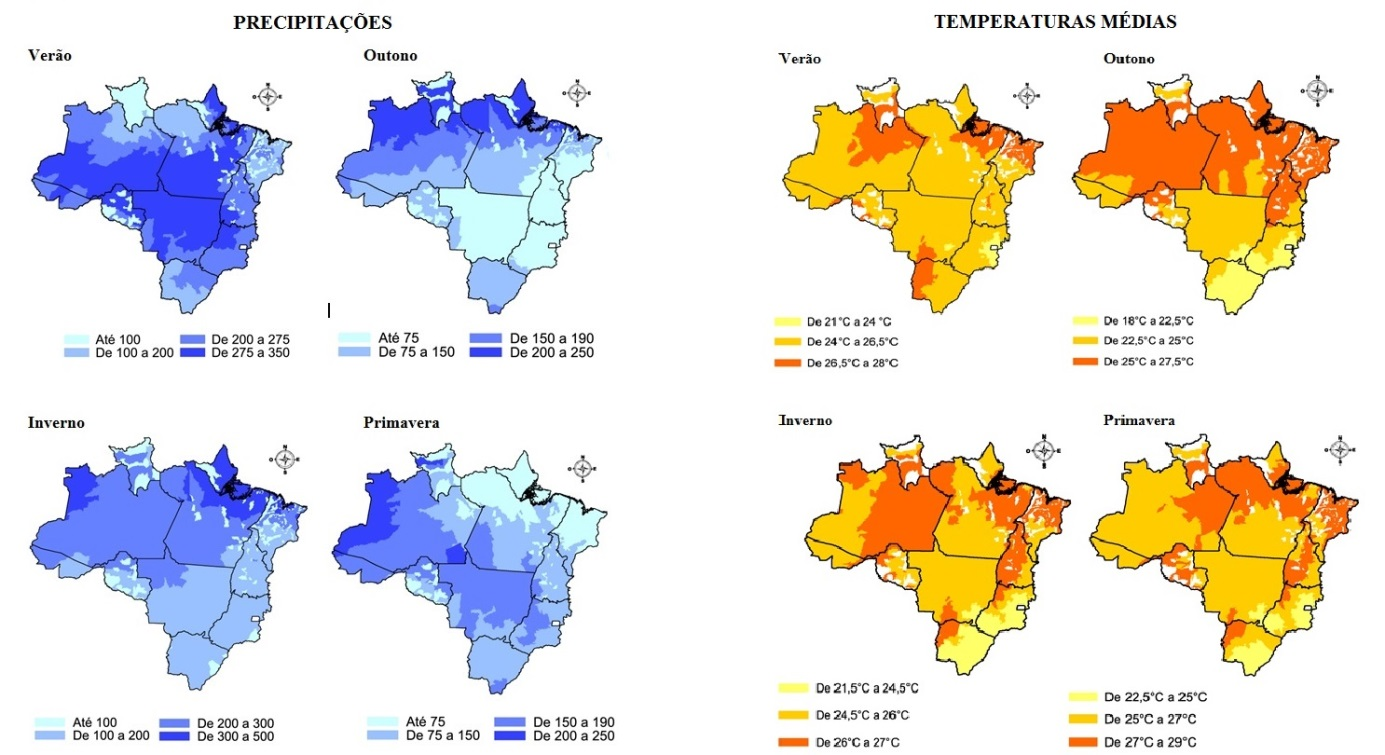 PRECIPITAÇÕES
Verão
Outono
Até 100
De 100 a 200
De 200 a 275
De 275 a 350
Até 75
De 75 a 150
De 150 a 190
De 200 a 250
Inverno
Primavera
Até 100
De 100 a 200
De 200 a 300
De 300 a 500
Até 75
De 75 a 150
De 150 a 190
De 200 a 250
TEMPERATURAS MÉDIAS
Verão
Outono
De 21°C a 24 °C
De 24°C a 26,5°C
De 26,5°C a 28°C
De 18°C a 22,5°C
De 22,5°C a 25°C
De 25°C a 27,5°C
Inverno
Primavera
De 21,5°C a 24,5°C
De 24,5°C a 26°C
De 26°C a 27°C
De 22,5°C a 25°C
De 25°C a 27°C
De 27°C a 29°C